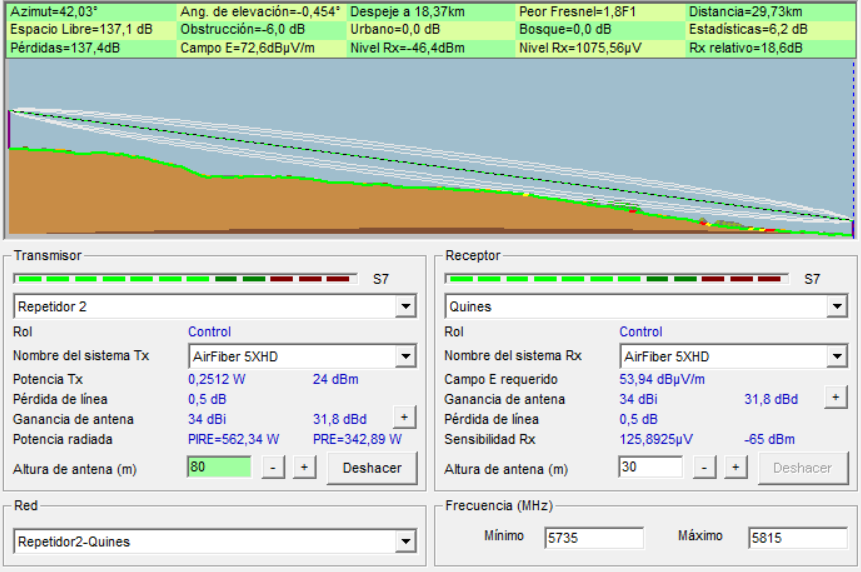 Azimut=42,03° Ang. de elevación=-0,454° Despeje a 18,37km Peor Fresnel=1,8F1 Distancia=29,73km
Espacio Libre=137,1 dB Obstrucción=-6,0 dB Urbano=0,0 dB Bosque=0,0 dB Estadísticas=6,2 dB
Pérdidas=137,4dB Campo E=72,6dBµV/m Nivel Rx=-46,4dBm Nivel Rx=1075,56µV Rx relativo=18,6dB
Transmisor
S7
Repetidor 2
Rol Control
Nombre del sistema Tx AirFiber 5XHD
Potencia Tx 0,2512 W 24 dBm
Pérdida de línea 0,5 dB
Ganancia de antena 34 dBi 31,8 dBd +
Potencia radiada PIRE=562,34 W PRE=342,89 W
Altura de antena (m) 80 - + Deshacer
Receptor
S7
Quines
Rol Control
Nombre del sistema Rx AirFiber 5XHD
Campo E requerido 53,94 dBµV/m
Ganancia de antena 34 dBi 31,8 dBd +
Pérdida de línea 0,5 dB
Sensibilidad Rx 125,8925µV -65 dBm
Altura de antena (m) 30 - + Deshacer
Red
Repetidor2-Quines
Frecuencia (MHz)
Mínimo 5735 Máximo 5815